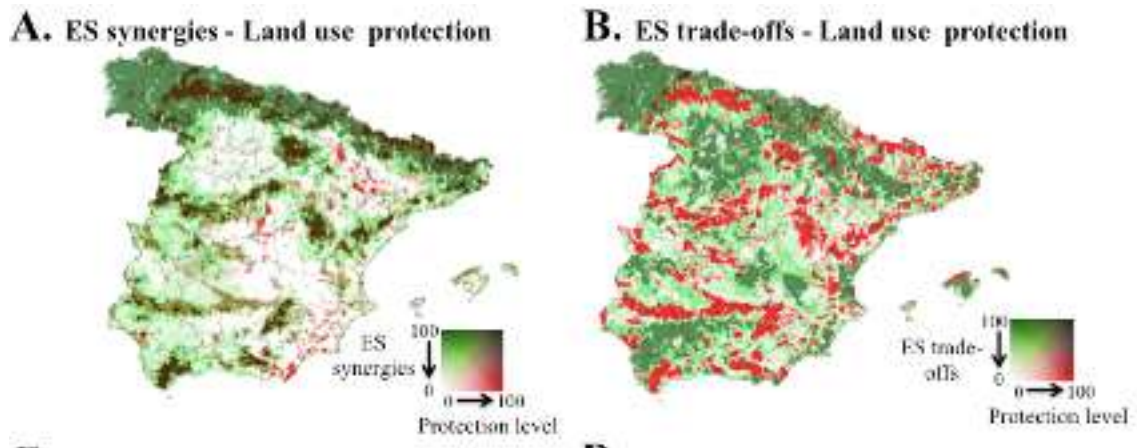 A. ES synergies - Land use protection
B. ES trade-offs - Land use protection
ES
synergies
100
0
0
100
Protection level
ES trade-
offs
100
0
0
100
Protection level